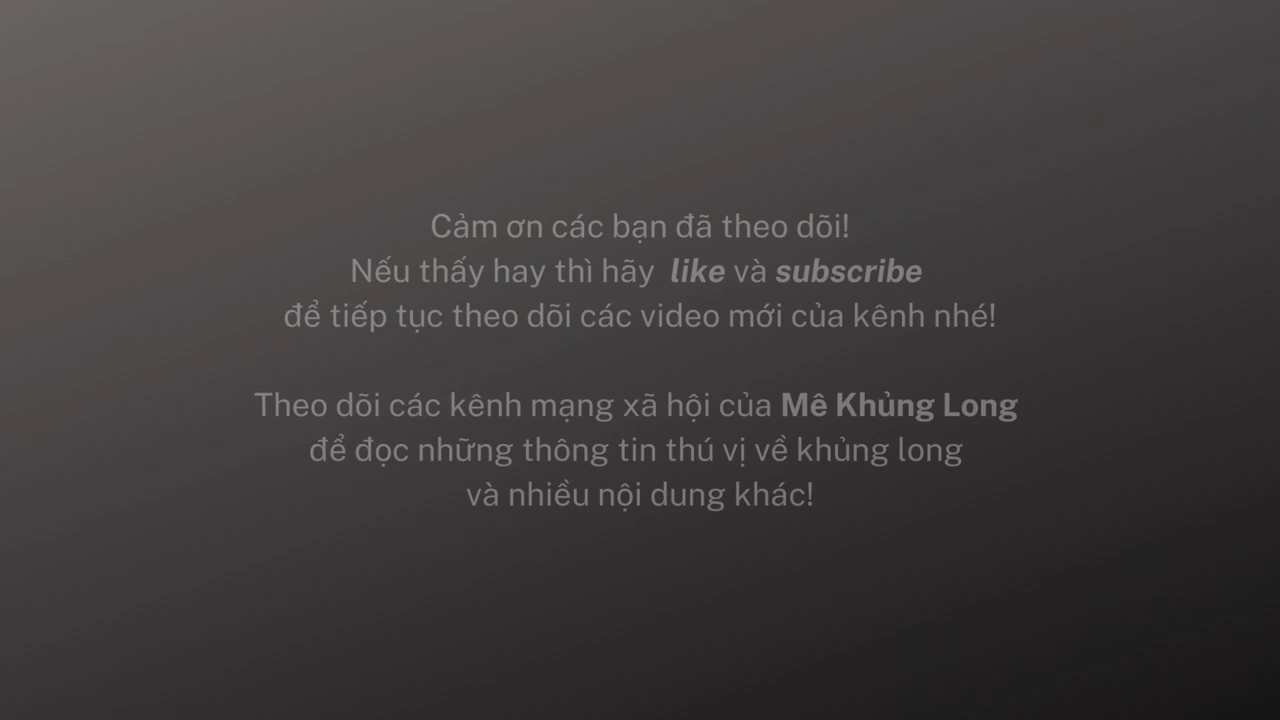 Cảm ơn các bạn đã theo dõi!
Nếu thấy hay thì hãy like và subscribe
để tiếp tục theo dõi các video mới của kênh nhé!
Theo dõi các kênh mạng xã hội của Mê Khủng Long
để đọc những thông tin thú vị về khủng long
và nhiều nội dung khác!